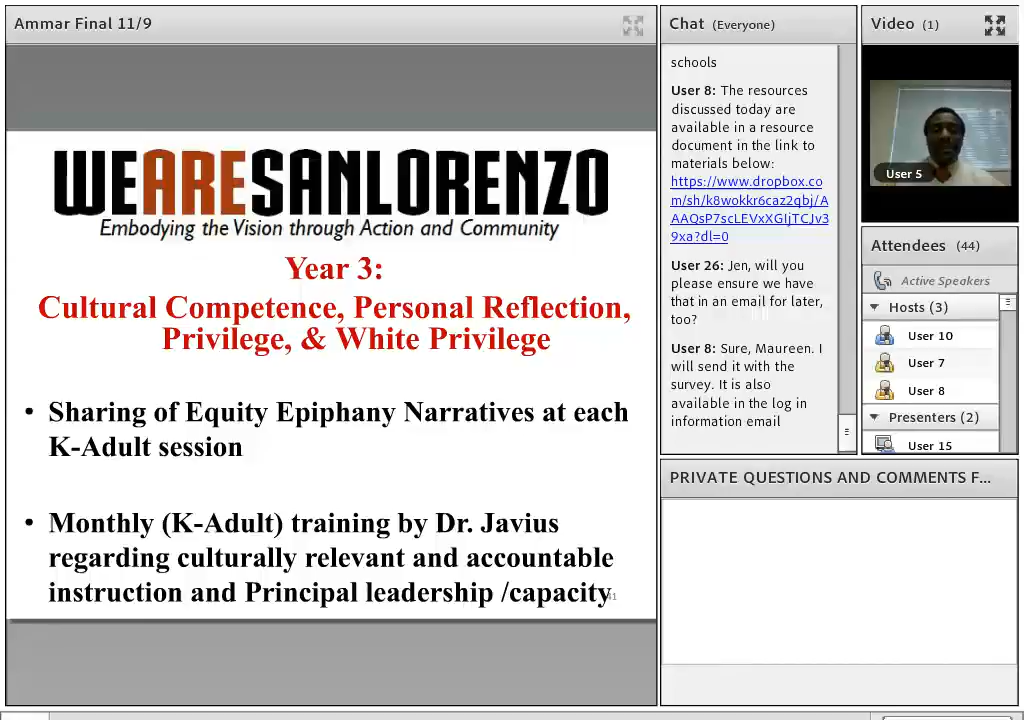 Ammar Final 11/9
WEARESANLORENZO
Embodying the Vision through Action and Community
Year 3:
Cultural Competence, Personal Reflection,
Privilege, & White Privilege
• Sharing of Equity Epiphany Narratives at each
K-Adult session
• Monthly (K-Adult) training by Dr. Javius
regarding culturally relevant and accountable
instruction and Principal leadership /capacity
41
Chat (Everyone)
schools
User 8: The resources
discussed today are
available in a resource
document in the link to
materials below:
https://www.dropbox.co
m/sh/k8wokkr6caz2qbj/A
AAQsP7scLEVxXGIjTCJv3
9xa?dl=0
User 26: Jen, will you
please ensure we have
that in an email for later,
too?
User 8: Sure, Maureen. I
will send it with the
survey. It is also
available in the log in
information email
Video (1)
User 5
Attendees (44)
Active Speakers
Hosts (3)
User 10
User 7
User 8
Presenters (2)
User 15
PRIVATE QUESTIONS AND COMMENTS F...